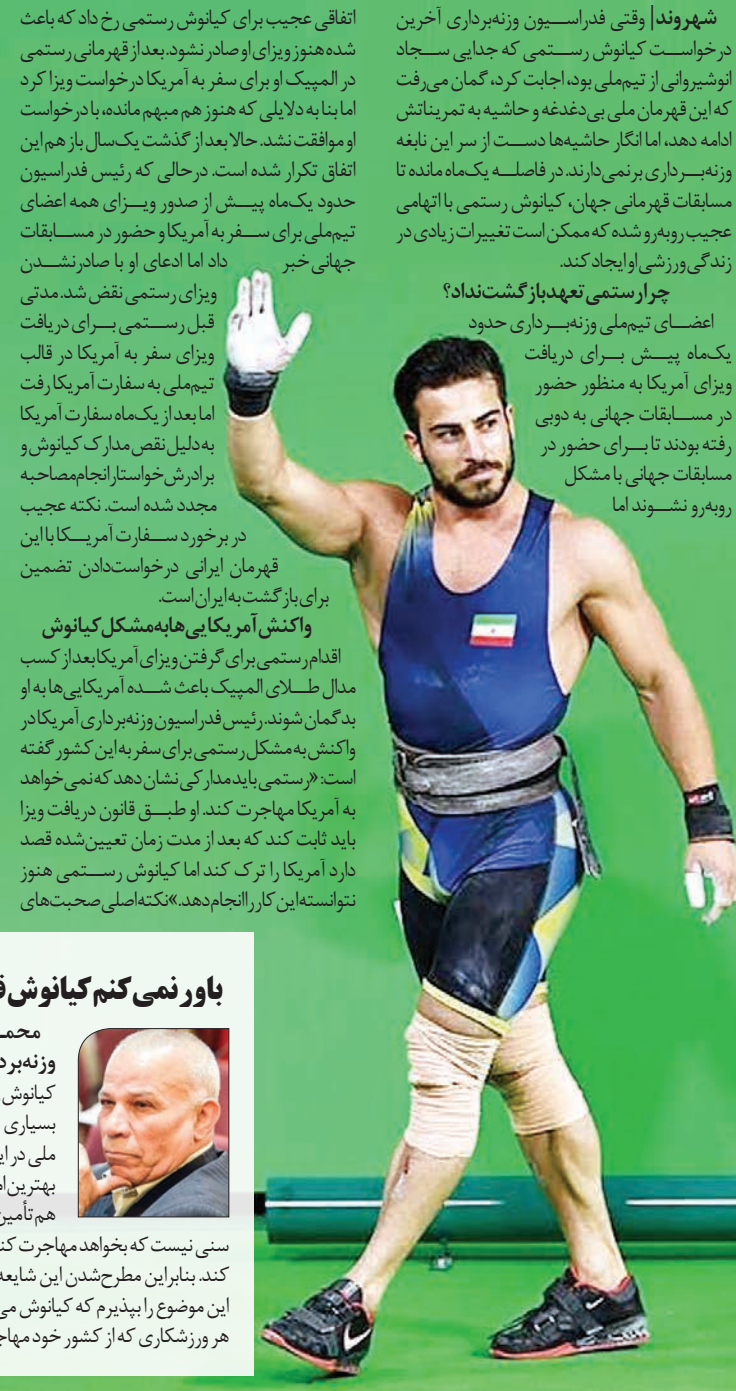 شهروند| وقتی فدراسیون وزنه‌برداری آخرین
درخواست کیانوش رستمی که جدایی سجاد
انوشیروانی از تیم‌ملی بود، اجابت کرد، گمان می‌رفت
که این قهرمان ملی بی‌دغدغه و حاشیه به تمریناتش
ادامه دهد، اما انگار حاشیه‌ها دست از سر این نابغه
وزنه‌برداری برنمی‌دارند. در فاصله یک‌ماه مانده تا
مسابقات قهرمانی جهان، کیانوش رستمی با اتهامی
عجیب روبه‌رو شده که ممکن است تغییرات زیادی در
زندگی ورزشی او ایجاد کند.
چرا رستمی تعهد بازگشت نداد؟
اعضای تیم‌ملی وزنه‌برداری حدود
یک‌ماه پیش برای دریافت
ویزای آمریکا به منظور حضور
در مسابقات جهانی به دوبی
رفته بودند تا برای حضور در
مسابقات جهانی با مشکل
روبه‌رو نشوند اما
اتفاقی عجیب برای کیانوش رستمی رخ داد که باعث
شده هنوز ویزای او صادر نشود. بعد از قهرمانی رستمی
در المپیک او برای سفر به آمریکا درخواست ویزا کرد
اما بنا به دلایلی که هنوز هم مبهم مانده، با درخواست
او موافقت نشد. حالا بعد از گذشت یک‌سال باز هم این
اتفاق تکرار شده است. درحالی که رئیس فدراسیون
حدود یک‌ماه پیش از صدور ویزای همه اعضای
تیم‌ملی برای سفر به آمریکا و حضور در مسابقات
جهانی خبر داد اما ادعای او با صادرنشدن
ویزای رستمی نقض شد. مدتی
قبل رستمی برای دریافت
ویزای سفر به آمریکا در قالب
تیم‌ملی به سفارت آمریکا رفت
اما بعد از یک‌ماه سفارت آمریکا
به‌دلیل نقص مدارک کیانوش و
برادرش خواستار انجام مصاحبه
مجدد شده است. نکته عجیب
در برخورد سفارت آمریکا با این
قهرمان ایرانی درخواست‌دادن تضمین
برای بازگشت به ایران است.
واکنش آمریکایی‌ها به مشکل کیانوش
اقدام رستمی برای گرفتن ویزای آمریکا بعد از کسب
مدال طلای المپیک باعث شده آمریکایی‌ها به او
بدگمان شوند. رئیس فدراسیون وزنه‌برداری آمریکا در
واکنش به مشکل رستمی برای سفر به این کشور گفته
است: «رستمی باید مدارکی نشان دهد که نمی‌خواهد
به آمریکا مهاجرت کند. او طبق قانون دریافت ویزا
باید ثابت کند که بعد از مدت زمان تعیین‌شده قصد
دارد آمریکا را ترک کند اما کیانوش رستمی هنوز
نتوانسته این کار را انجام دهد.» نکته اصلی صحبت‌های
باور نمی‌کنم کیانوش
وزنه‌برد
کیانوش
بسیاری
ملی در
بهترین
هم تأمین
سنی نیست که بخواهد مهاجرت
کند. بنابراین مطرح‌شدن این شایعه
این موضوع را بپذیرم که کیانوش
هر ورزشکاری که از کشور خود